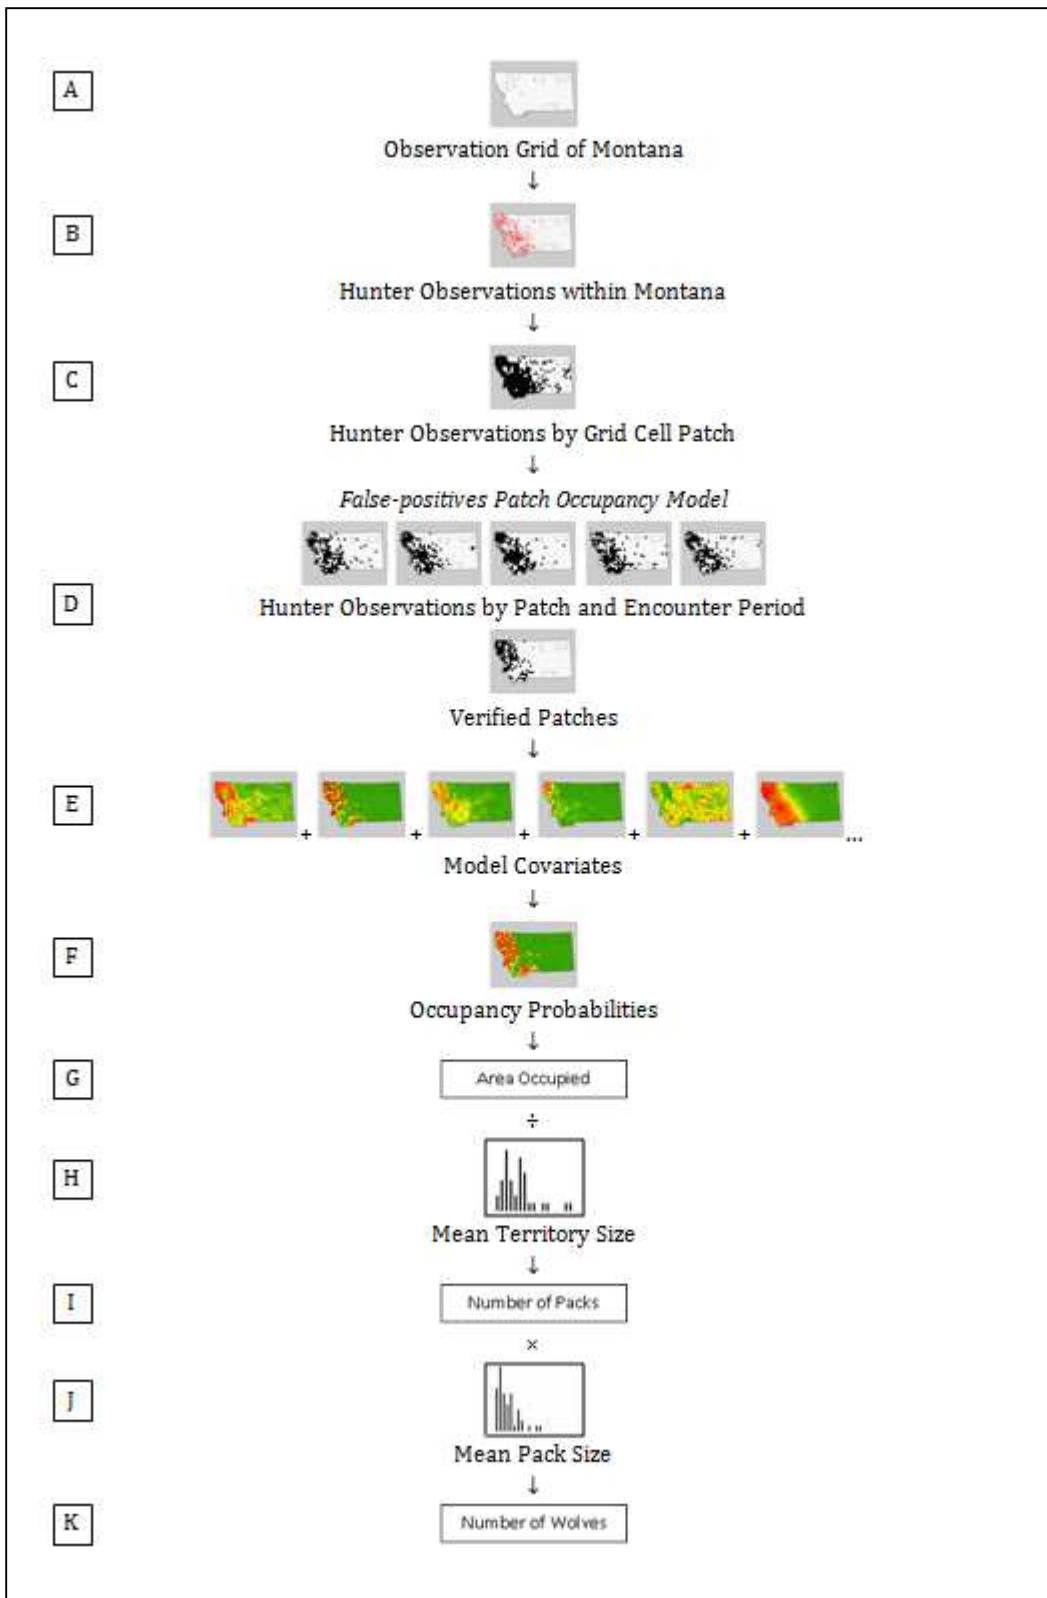 A
Observation Grid of Montana
↓
B
Hunter Observations within Montana
↓
C
Hunter Observations by Grid Cell Patch
↓
False-positives Patch Occupancy Model
D
Hunter Observations by Patch and Encounter Period
Verified Patches
↓
E
+ + + + + ...
Model Covariates
↓
F
Occupancy Probabilities
↓
G
Area Occupied
÷
H
Mean Territory Size
↓
I
Number of Packs
×
J
Mean Pack Size
↓
K
Number of Wolves